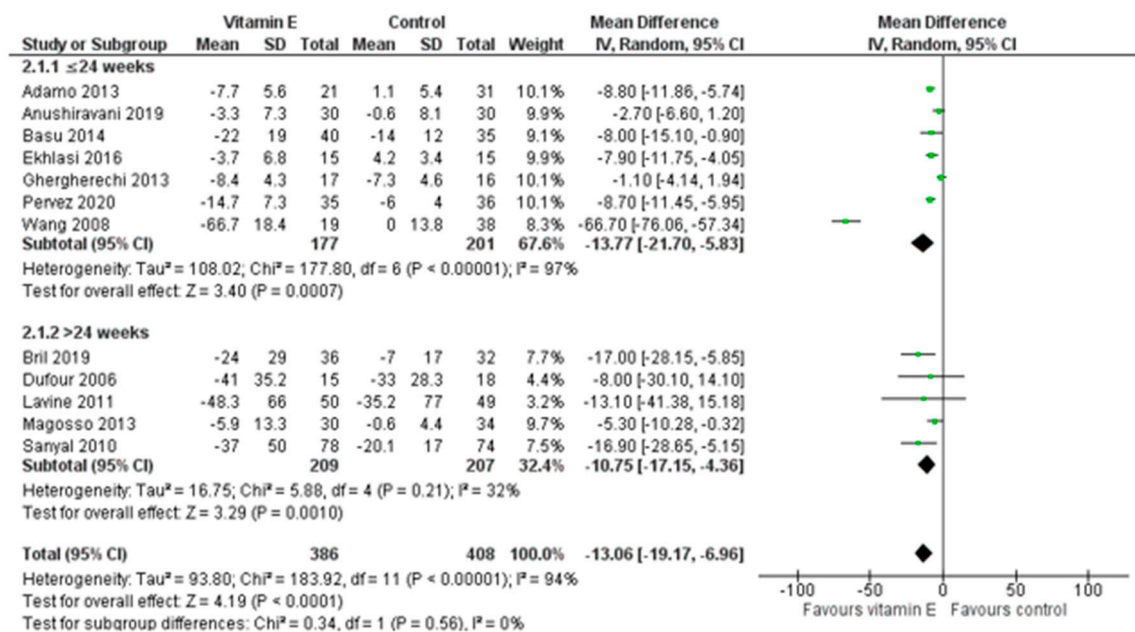 Vitamin E Control Mean Difference Mean Difference
Study or Subgroup Mean SD Total Mean SD Total Weight IV, Random, 95% CI IV, Random, 95% CI
2.1.1 ≤24 weeks
Adamo 2013 -7.7 5.6 21 1.1 5.4 31 10.1% -8.80 [-11.86, -5.74]
Anushiravani 2019 -3.3 7.3 30 -0.6 8.1 30 9.9% -2.70 [-6.60, 1.20]
Basu 2014 -22 19 40 -14 12 35 9.1% -8.00 [-15.10, -0.90]
Ekhlasi 2016 -3.7 6.8 15 4.2 3.4 15 9.9% -7.90 [-11.75, -4.05]
Ghergherechi 2013 -8.4 4.3 17 -7.3 4.6 16 10.1% -1.10 [-4.14, 1.94]
Pervez 2020 -14.7 7.3 35 -6 4 36 10.1% -8.70 [-11.45, -5.95]
Wang 2008 -66.7 18.4 19 0 13.8 38 8.3% -66.70 [-76.06, -57.34]
Subtotal (95% CI) 177 201 67.6% -13.77 [-21.70, -5.83]
Heterogeneity: Tau² = 108.02; Chi² = 177.80, df = 6 (P < 0.00001); I² = 97%
Test for overall effect: Z = 3.40 (P = 0.0007)
2.1.2 >24 weeks
Bril 2019 -24 29 36 -7 17 32 7.7% -17.00 [-28.15, -5.85]
Dufour 2006 -41 35.2 15 -33 28.3 18 4.4% -8.00 [-30.10, 14.10]
Lavine 2011 -48.3 66 50 -35.2 77 49 3.2% -13.10 [-41.38, 15.18]
Magosso 2013 -5.9 13.3 30 -0.6 4.4 34 9.7% -5.30 [-10.28, -0.32]
Sanyal 2010 -37 50 78 -20.1 17 74 7.5% -16.90 [-28.65, -5.15]
Subtotal (95% CI) 209 207 32.4% -10.75 [-17.15, -4.36]
Heterogeneity: Tau² = 16.75; Chi² = 5.88, df = 4 (P = 0.21); I² = 32%
Test for overall effect: Z = 3.29 (P = 0.0010)
Total (95% CI) 386 408 100.0% -13.06 [-19.17, -6.96]
Heterogeneity: Tau² = 93.80; Chi² = 183.92, df = 11 (P < 0.00001); I² = 94%
Test for overall effect: Z = 4.19 (P < 0.0001)
Test for subgroup differences: Chi² = 0.34, df = 1 (P = 0.56), I² = 0%
-100 -50 0 50 100
Favours vitamin E Favours control